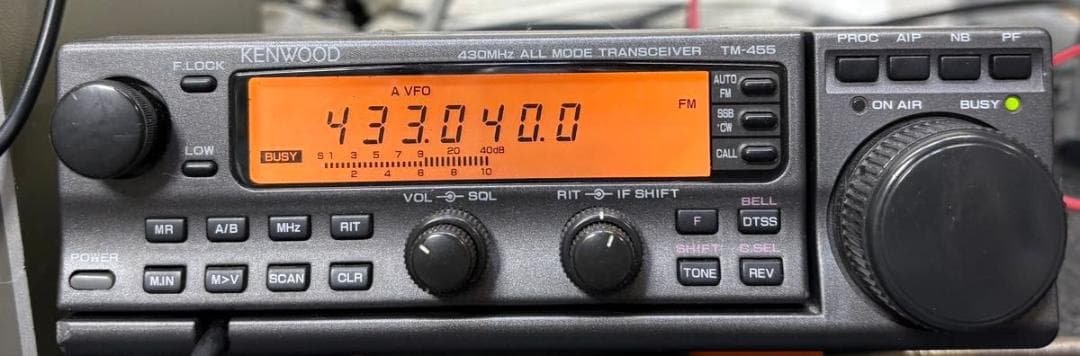 KENWOOD 430MHz ALL MODE TRANSCEIVER TM-455
F.LOCK
A VFO
433.040.0
FM
BUSY
S 1 3 5 7 9 20 40dB
2 4 6 8 10
AUTO FM
SSB •CW
CALL
LOW
PROC AIP NB PF
ON AIR BUSY
VOL SQL
RIT IF SHIFT
MR A/B MHz RIT
F
BELL
DTSS
POWER
M.IN M>V SCAN CLR
SHIFT
TONE
C.SEL
REV